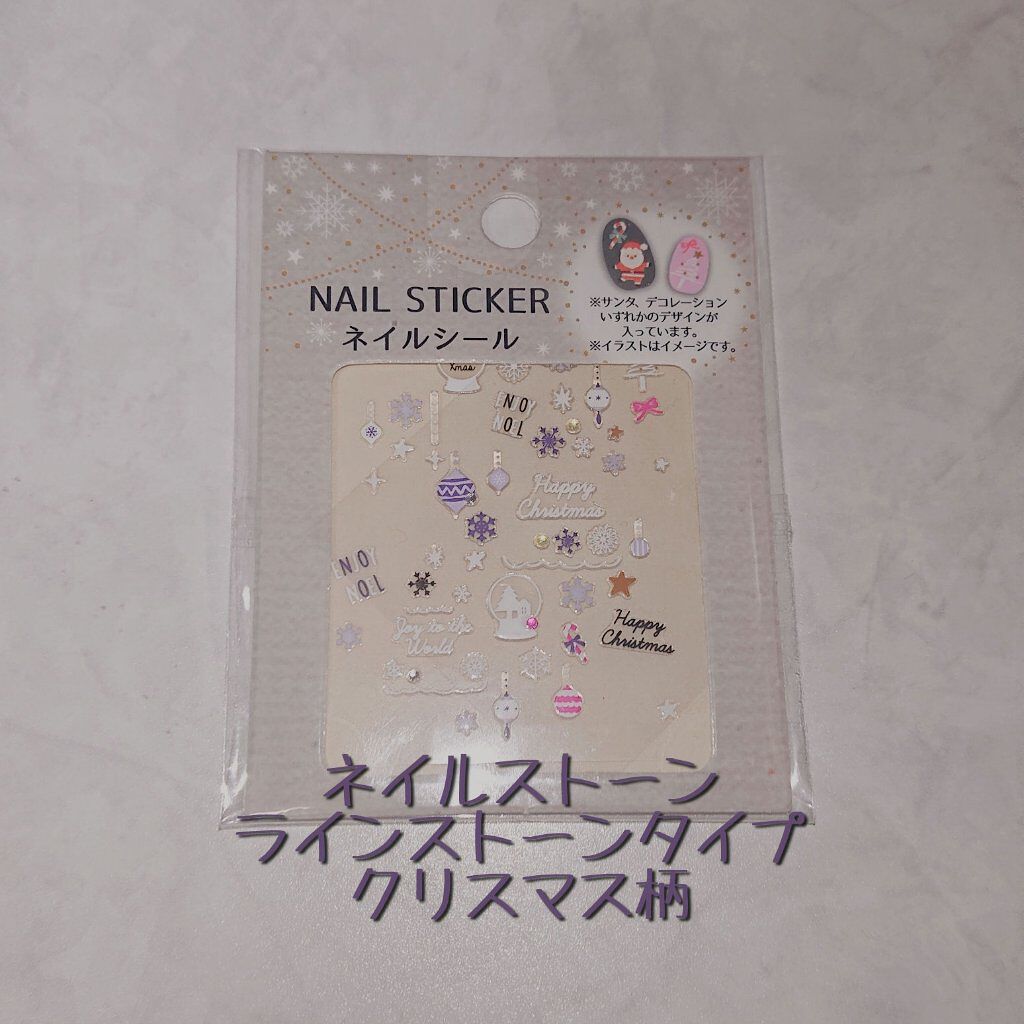 NAIL STICKER
ネイルシール
※サンタ、デコレーション
いずれかのデザインが
入っています。
※イラストはイメージです。
Xmas
ENJOY
NOEL
Happy
Christmas
ENJOY
NOEL
Joy to the
World
Happy
Christmas
ネイルストーン
ラインストーンタイプ
クリスマス柄